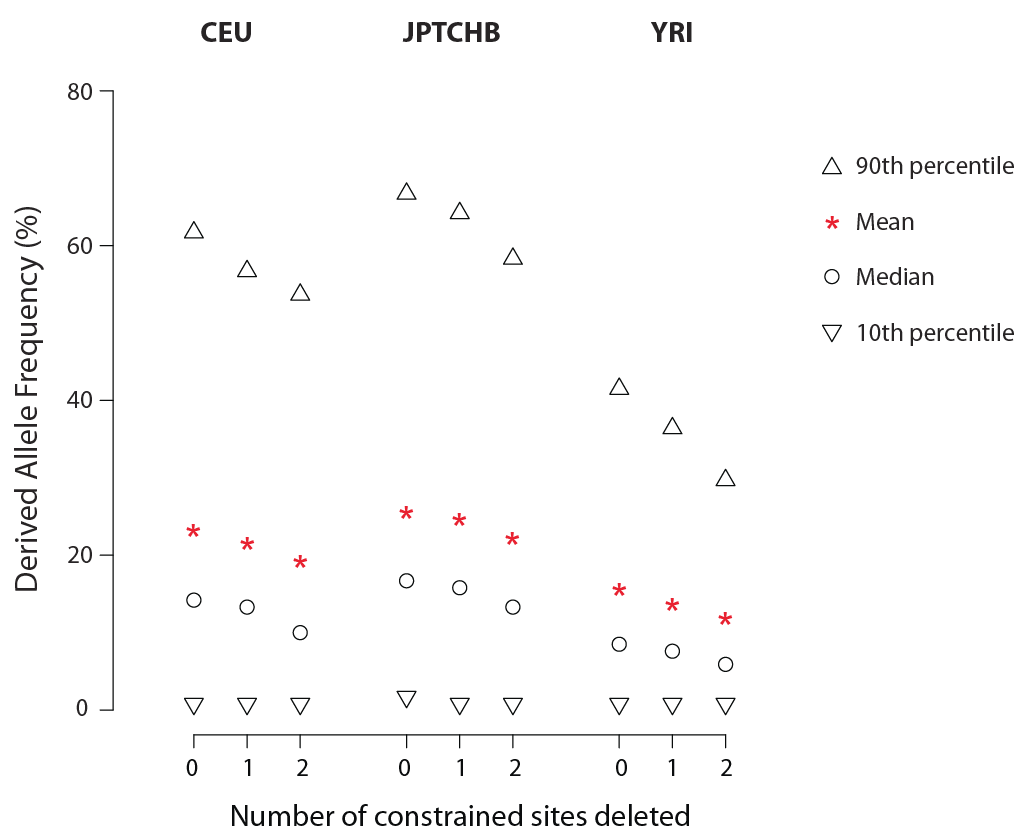 CEU JPTCHB YRI
80
60
40
20
0
Derived Allele Frequency (%)
90th percentile
Mean
Median
10th percentile
0 1 2 0 1 2 0 1 2
Number of constrained sites deleted